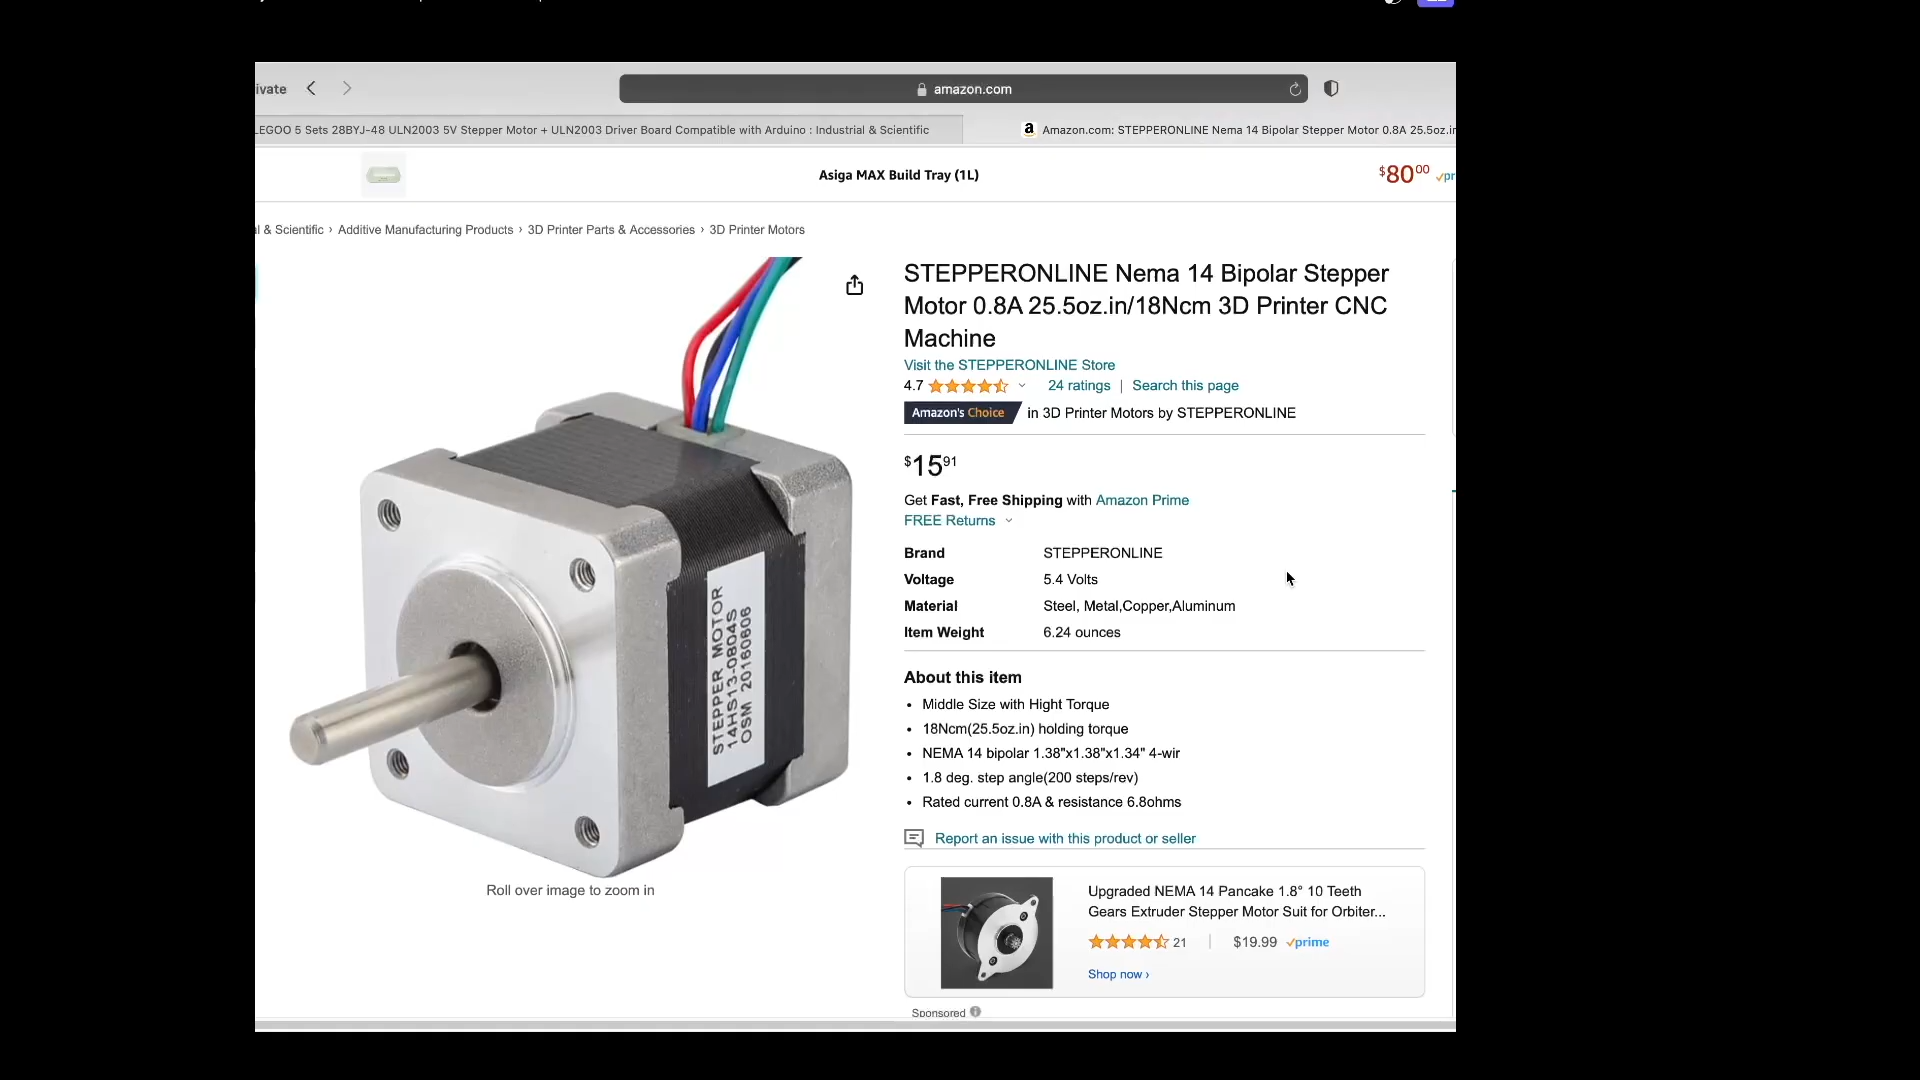 ivate
amazon.com
EGOO 5 Sets 28BYJ-48 ULN2003 5V Stepper Motor + ULN2003 Driver Board Compatible with Arduino : Industrial & Scientific
a Amazon.com: STEPPERONLINE Nema 14 Bipolar Stepper Motor 0.8A 25.5oz.in
Asiga MAX Build Tray (1L)
$80⁰⁰ pr
al & Scientific › Additive Manufacturing Products › 3D Printer Parts & Accessories › 3D Printer Motors
STEPPERONLINE Nema 14 Bipolar Stepper
Motor 0.8A 25.5oz.in/18Ncm 3D Printer CNC
Machine
Visit the STEPPERONLINE Store
4.7 24 ratings | Search this page
Amazon's Choice in 3D Printer Motors by STEPPERONLINE
$15⁹¹
Get Fast, Free Shipping with Amazon Prime
FREE Returns
Brand STEPPERONLINE
Voltage 5.4 Volts
Material Steel, Metal,Copper,Aluminum
Item Weight 6.24 ounces
About this item
• Middle Size with Hight Torque
• 18Ncm(25.5oz.in) holding torque
• NEMA 14 bipolar 1.38"x1.38"x1.34" 4-wir
• 1.8 deg. step angle(200 steps/rev)
• Rated current 0.8A & resistance 6.8ohms
Report an issue with this product or seller
STEPPER MOTOR
14HS13-0804S
OSM 20160606
Roll over image to zoom in
Upgraded NEMA 14 Pancake 1.8° 10 Teeth
Gears Extruder Stepper Motor Suit for Orbiter...
21 | $19.99 prime
Shop now ›
Sponsored